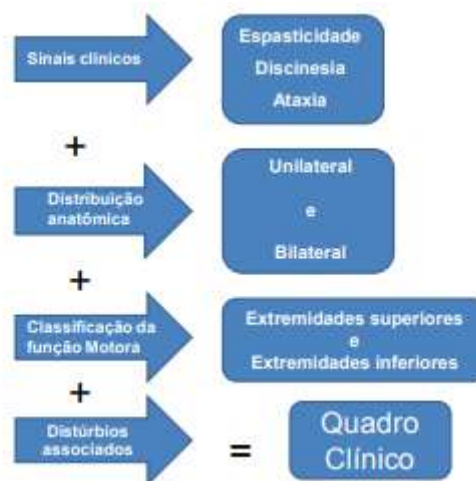 Sinais clínicos
Espasticidade
Discinesia
Ataxia
+
Distribuição
anatômica
Unilateral
e
Bilateral
+
Classificação da
função Motora
Extremidades superiores
e
Extremidades inferiores
+
Distúrbios
associados
=
Quadro
Clínico